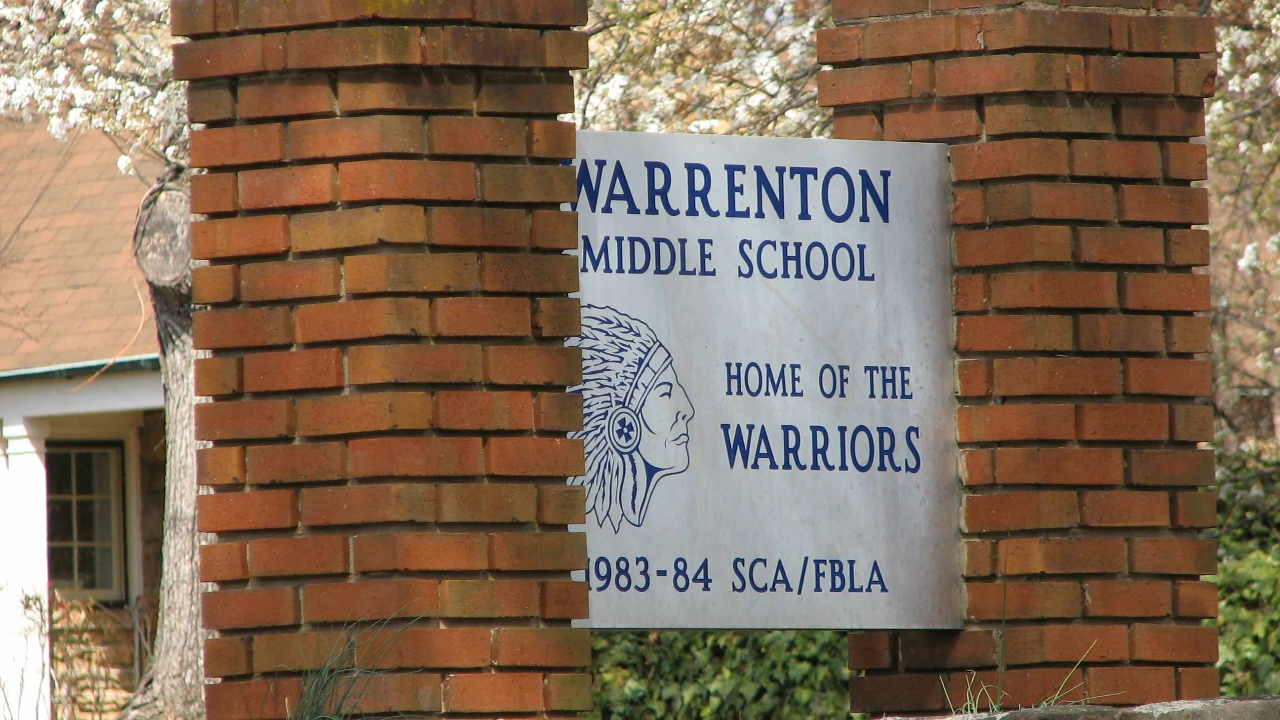 WARRENTON
MIDDLE SCHOOL
HOME OF THE
WARRIORS
1983-84 SCA/FBLA